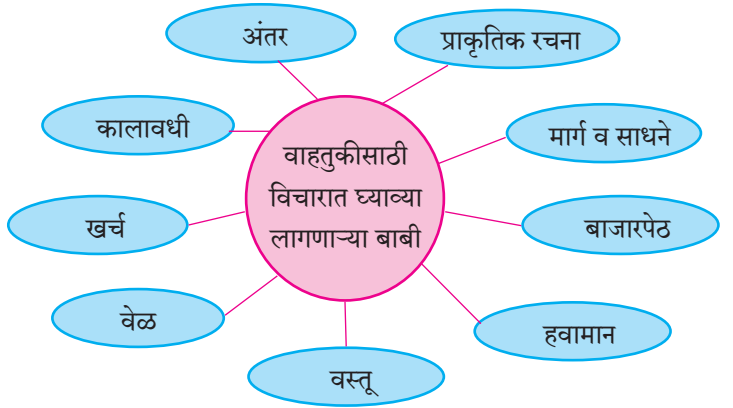 अंतर
प्राकृतिक रचना
कालावधी
मार्ग व साधने
वाहतुकीसाठी
विचारात घ्याव्या
लागणाऱ्या बाबी
खर्च
बाजारपेठ
वेळ
हवामान
वस्तू